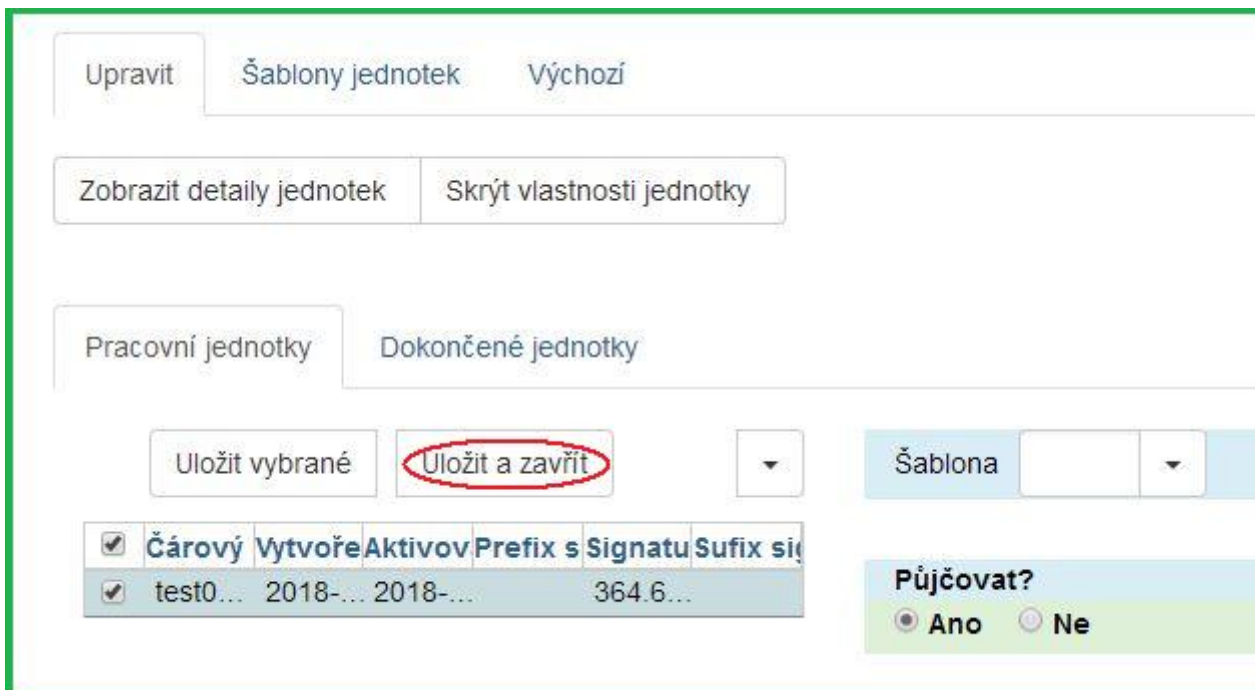 Upravit Šablony jednotek Výchozí
Zobrazit detaily jednotek Skrýt vlastnosti jednotky
Pracovní jednotky Dokončené jednotky
Uložit vybrané Uložit a zavřít Šablona
Čárový Vytvoře Aktivov Prefix s Signatu Sufix sig
test0... 2018-... 2018-... 364.6...
Půjčovat?
Ano Ne